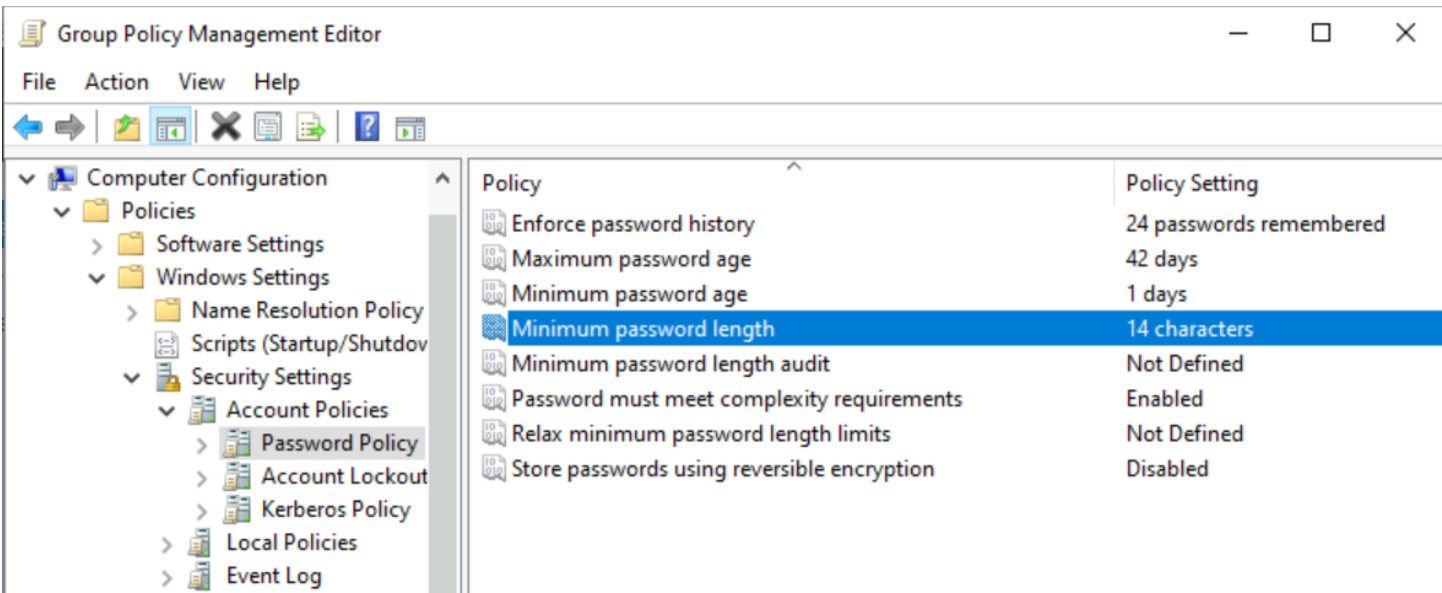 Group Policy Management Editor
File Action View Help
Computer Configuration
Policies
Software Settings
Windows Settings
Name Resolution Policy
Scripts (Startup/Shutdov
Security Settings
Account Policies
Password Policy
Account Lockout
Kerberos Policy
Local Policies
Event Log
Policy Policy Setting
Enforce password history 24 passwords remembered
Maximum password age 42 days
Minimum password age 1 days
Minimum password length 14 characters
Minimum password length audit Not Defined
Password must meet complexity requirements Enabled
Relax minimum password length limits Not Defined
Store passwords using reversible encryption Disabled